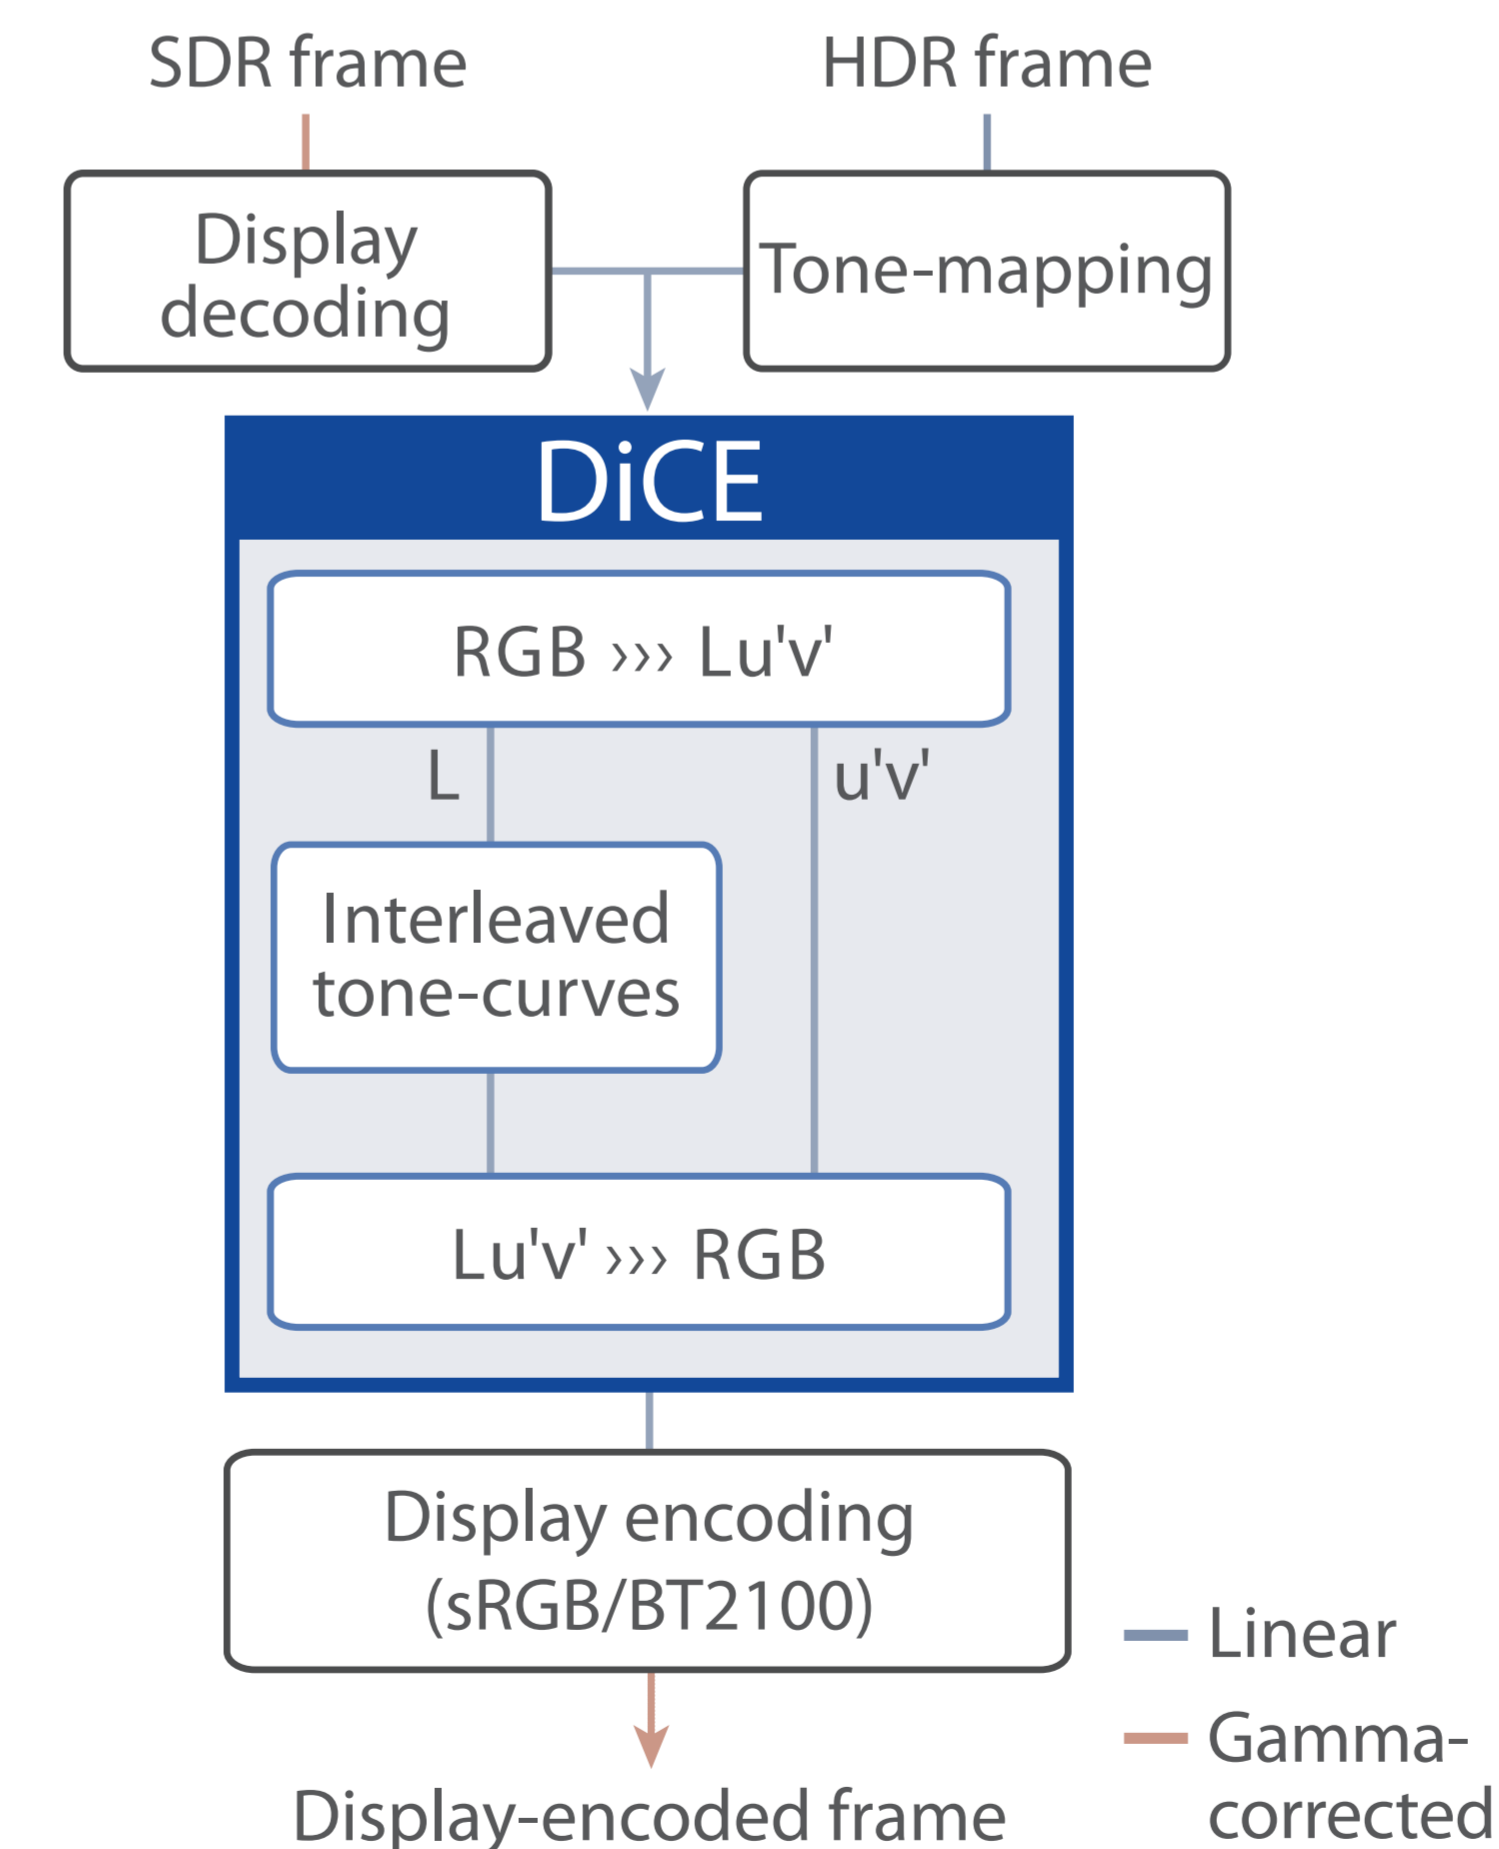 SDR frame
HDR frame
Display
decoding
Tone-mapping
DiCE
RGB ››› Lu'v'
L
u'v'
Interleaved
tone-curves
Lu'v' ››› RGB
Display encoding
(sRGB/BT2100)
Display-encoded frame
Linear
Gamma-
corrected